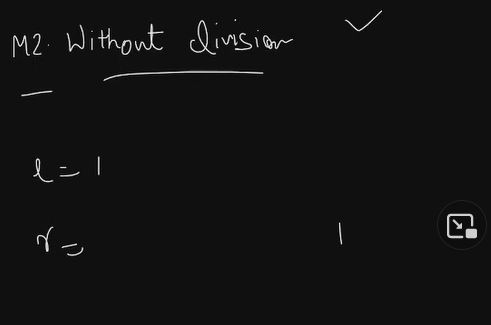 M2. Without division
l = 1
r = 1